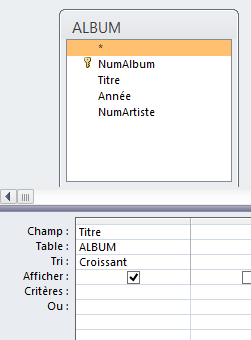 ALBUM
*
NumAlbum
Titre
Année
NumArtiste
Champ : Titre
Table : ALBUM
Tri : Croissant
Afficher :
Critères :
Ou :